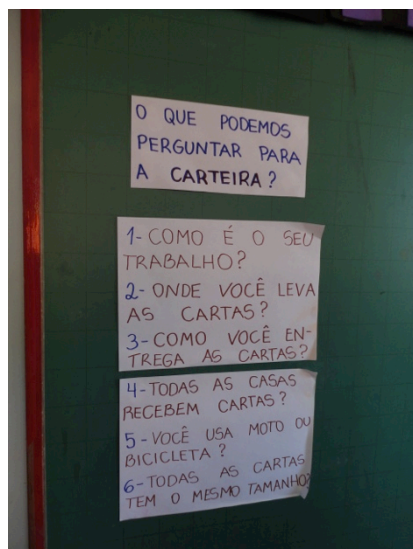 O QUE PODEMOS
PERGUNTAR PARA
A CARTEIRA?
1- COMO É O SEU
TRABALHO?
2- ONDE VOCÊ LEVA
AS CARTAS?
3- COMO VOCÊ EN-
TREGA AS CARTAS?
4- TODAS AS CASAS
RECEBEM CARTAS?
5- VOCÊ USA MOTO OU
BICICLETA?
6- TODAS AS CARTAS
TEM O MESMO TAMANHO?